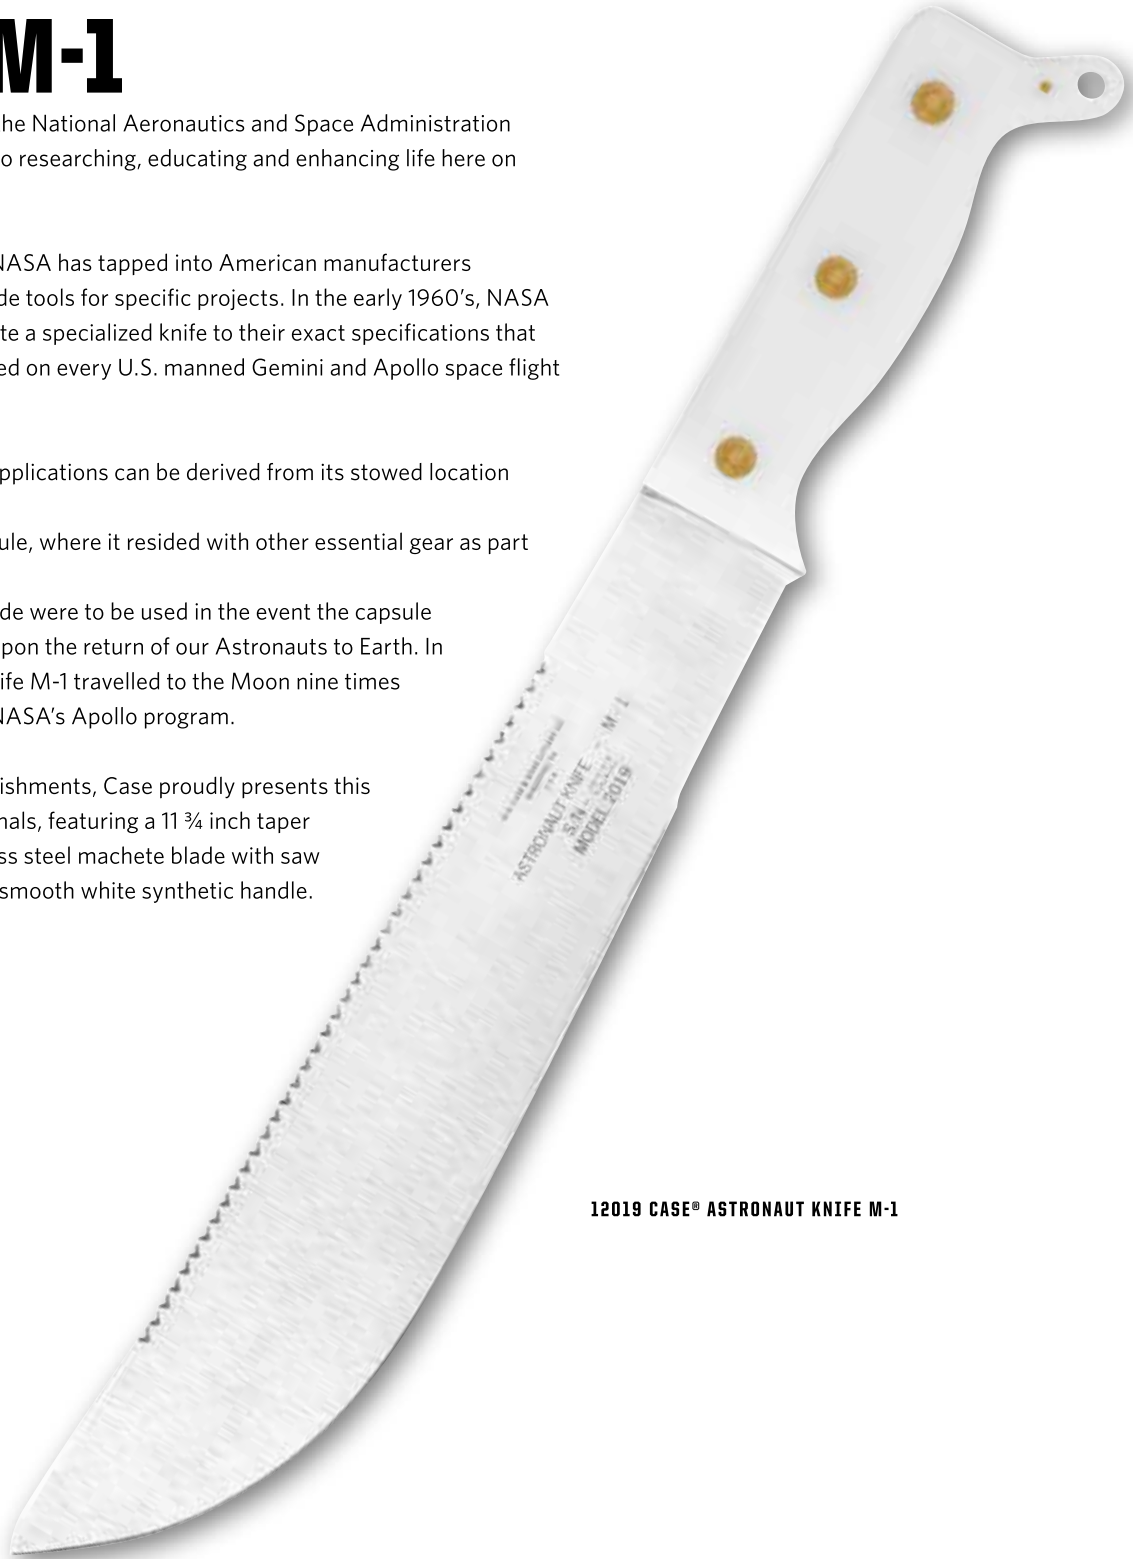 M-1
he National Aeronautics and Space Administration
o researching, educating and enhancing life here on
NASA has tapped into American manufacturers
de tools for specific projects. In the early 1960's, NASA
te a specialized knife to their exact specifications that
ed on every U.S. manned Gemini and Apollo space flight
pplications can be derived from its stowed location
ule, where it resided with other essential gear as part
de were to be used in the event the capsule
pon the return of our Astronauts to Earth. In
ife M-1 travelled to the Moon nine times
NASA's Apollo program.
ishments, Case proudly presents this
nals, featuring a 11 ¾ inch taper
ss steel machete blade with saw
smooth white synthetic handle.
ASTRONAUT KNIFE M-1
S.N.
MODEL 2019
12019 CASE® ASTRONAUT KNIFE M-1